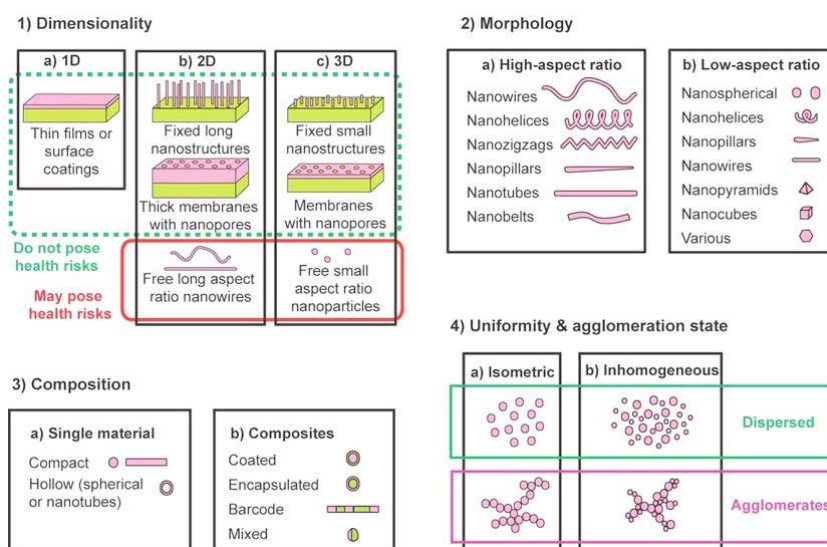 1) Dimensionality
a) 1D
Thin films or
surface
coatings
b) 2D
Fixed long
nanostructures
Thick membranes
with nanopores
Free long aspect
ratio nanowires
c) 3D
Fixed small
nanostructures
Membranes
with nanopores
Free small
aspect ratio
nanoparticles
Do not pose
health risks
May pose
health risks
2) Morphology
a) High-aspect ratio
Nanowires
Nanohelices
Nanozigzags
Nanopillars
Nanotubes
Nanobelts
b) Low-aspect ratio
Nanospherical
Nanohelices
Nanopillars
Nanowires
Nanopyramids
Nanocubes
Various
3) Composition
a) Single material
Compact
Hollow (spherical
or nanotubes)
b) Composites
Coated
Encapsulated
Barcode
Mixed
4) Uniformity & agglomeration state
a) Isometric
b) Inhomogeneous
Dispersed
Agglomerates